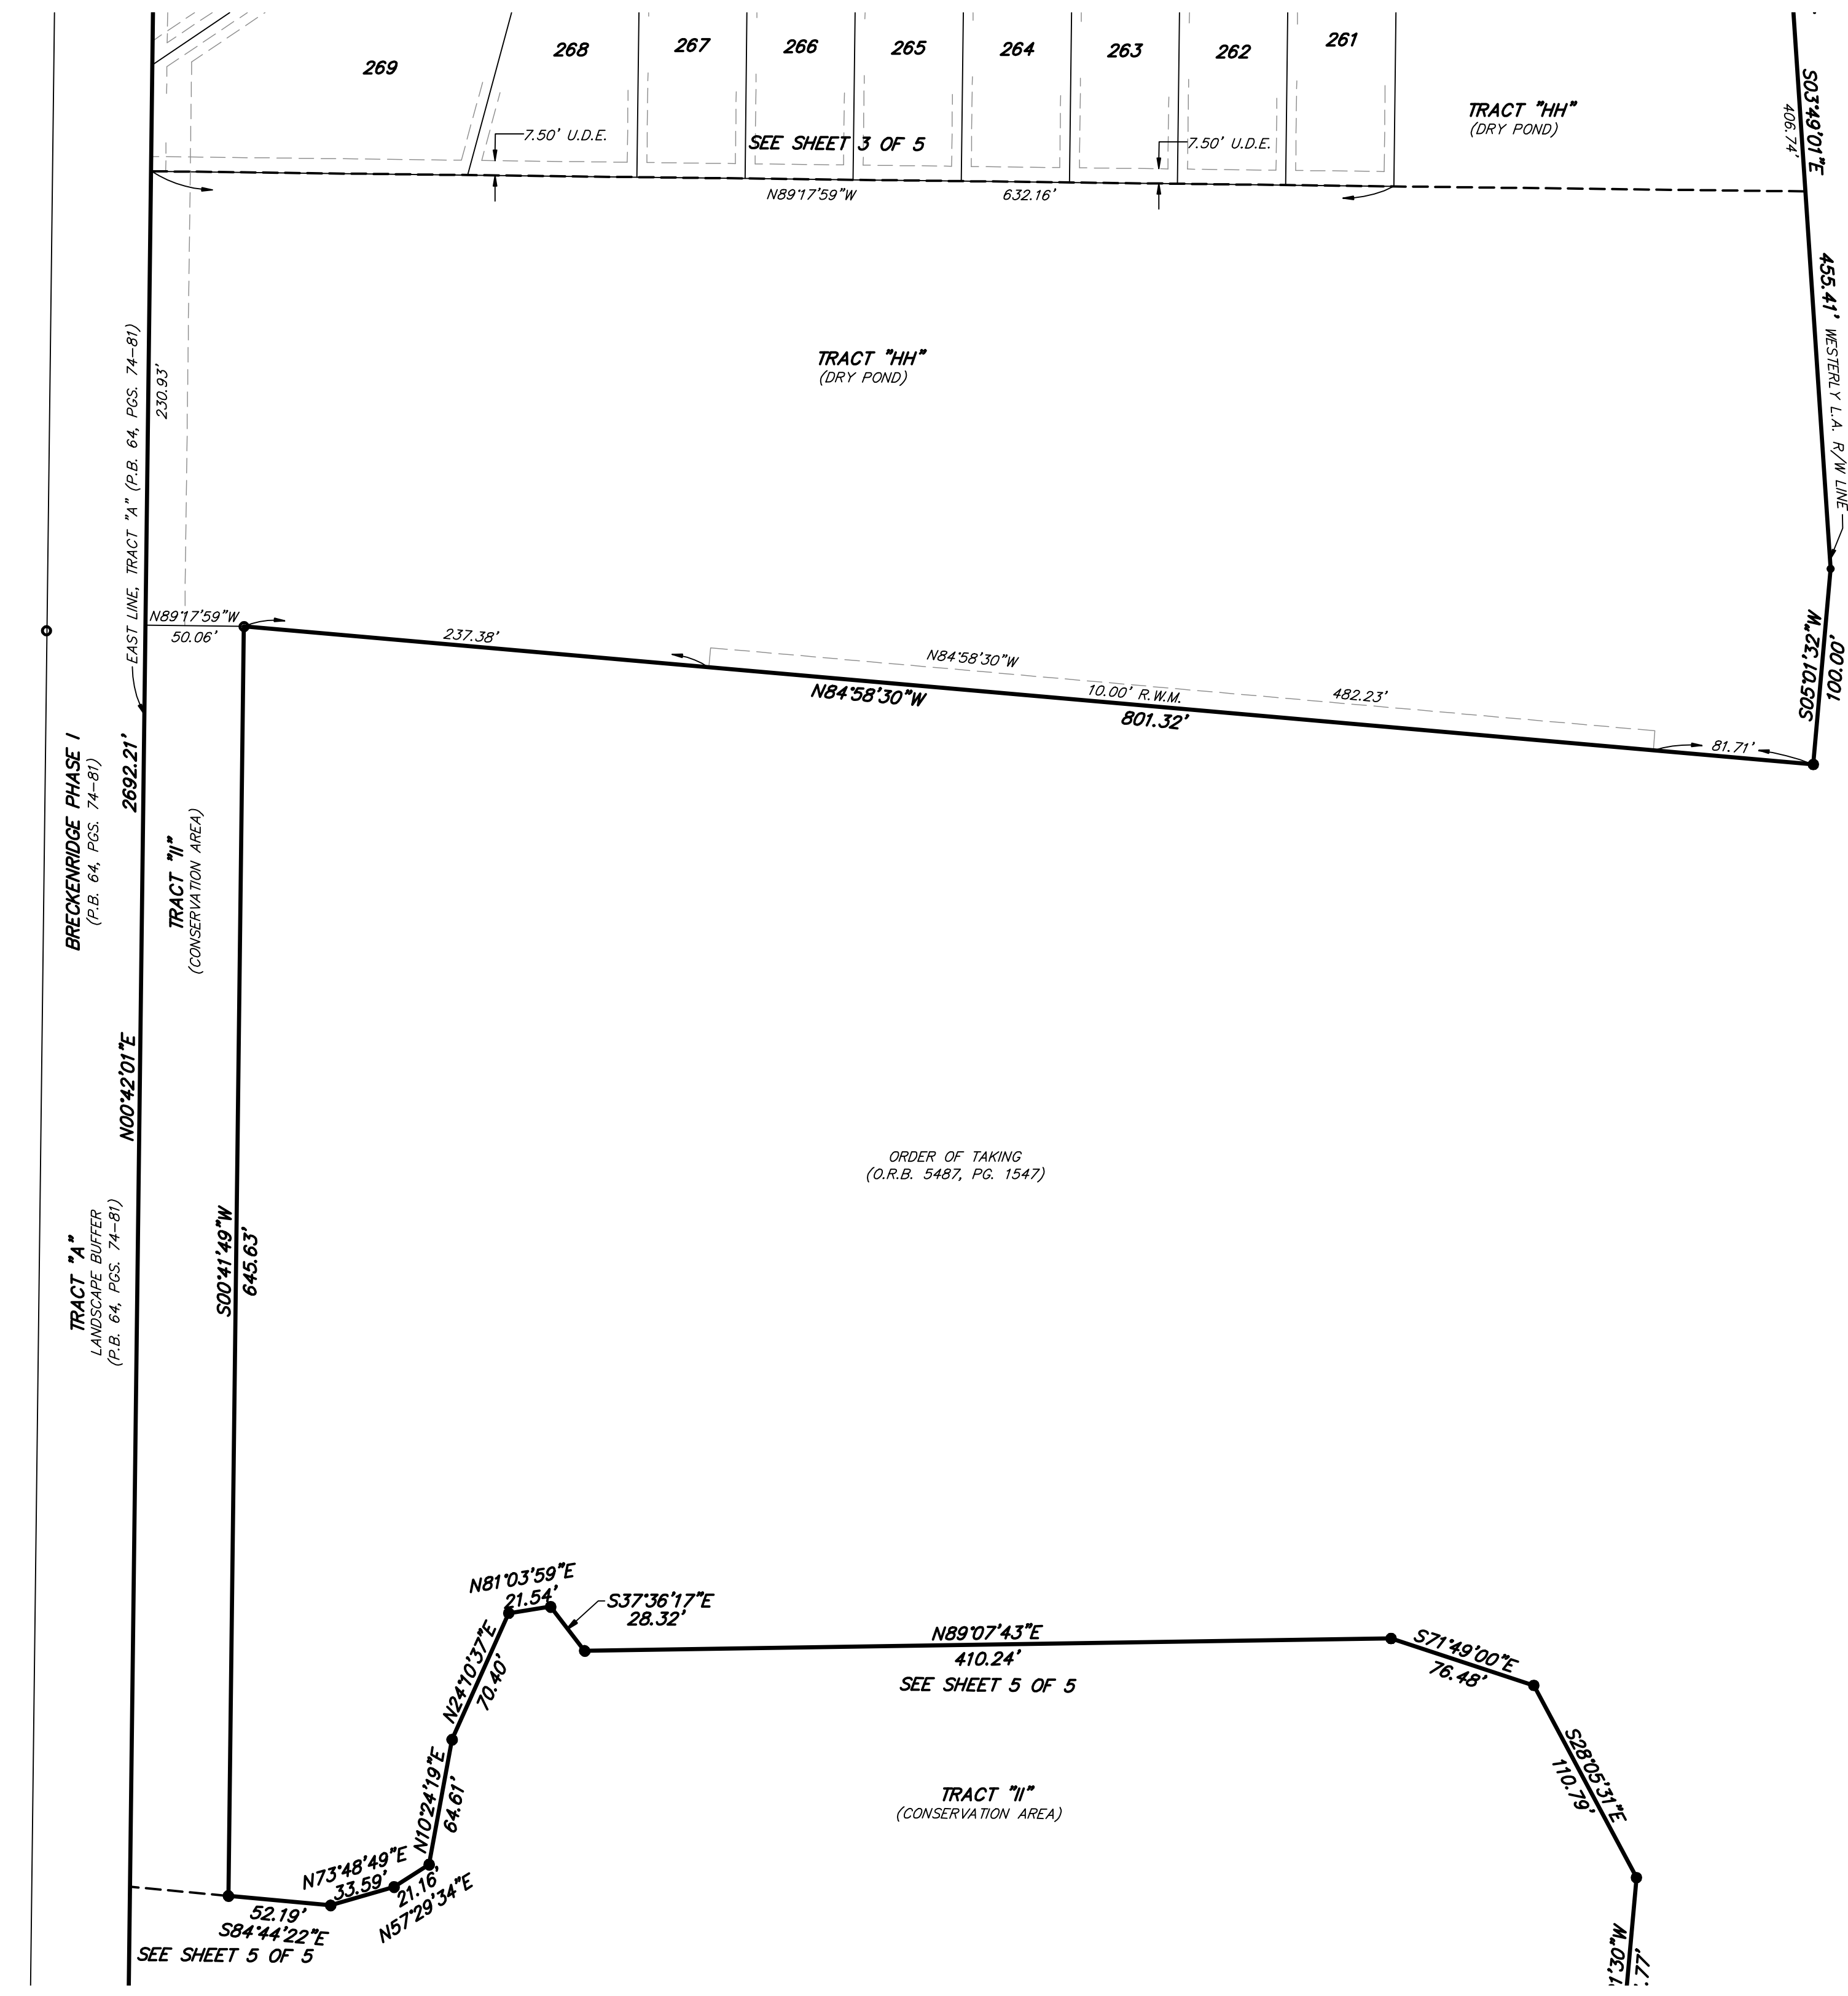 269
268
267
266
265
264
263
262
261
TRACT "HH"
(DRY POND)
S03°49'01"E
406.74'
7.50' U.D.E.
SEE SHEET 3 OF 5
7.50' U.D.E.
N89°17'59"W
632.16'
455.41'
WESTERLY L.A. R/W LINE
TRACT "HH"
(DRY POND)
EAST LINE, TRACT "A" (P.B. 64, PGS. 74-81)
230.93'
N89°17'59"W
50.06'
237.38'
N84°58'30"W
10.00' R.W.M.
482.23'
N84°58'30"W
801.32'
81.71'
S05°01'32"W
100.00'
BRECKENRIDGE PHASE I
(P.B. 64, PGS. 74-81)
2692.21'
TRACT "II"
(CONSERVATION AREA)
N00°42'01"E
ORDER OF TAKING
(O.R.B. 5487, PG. 1547)
TRACT "A"
LANDSCAPE BUFFER
(P.B. 64, PGS. 74-81)
S00°41'49"W
645.63'
N81°03'59"E
21.54'
S37°36'17"E
28.32'
N24°10'37"E
70.40'
N89°07'43"E
410.24'
SEE SHEET 5 OF 5
S71°49'00"E
76.48'
S28°05'31"E
110.79'
TRACT "II"
(CONSERVATION AREA)
N10°24'19"E
64.61'
N73°48'49"E
33.59'
21.16'
N57°29'34"E
52.19'
S84°44'22"E
SEE SHEET 5 OF 5
1'30"W
.77'